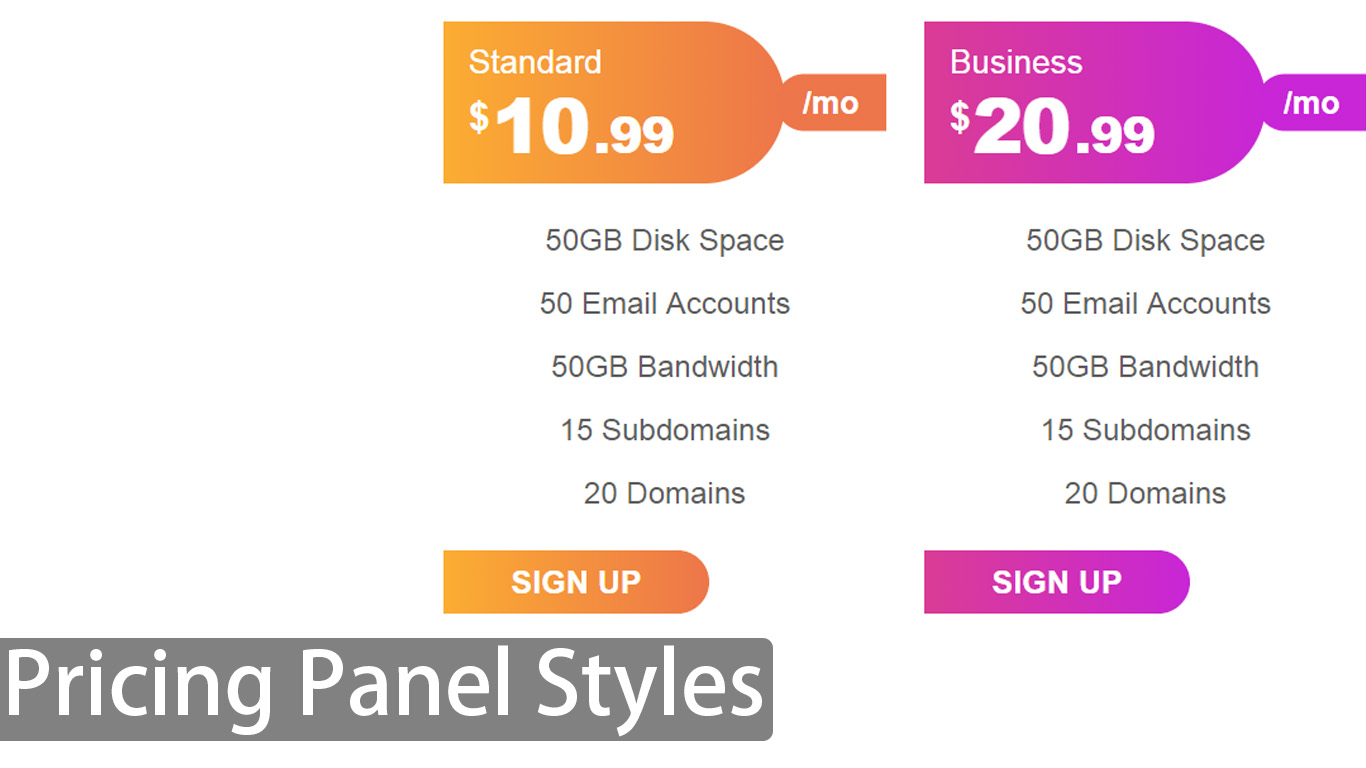 Standard
$10.99
/mo
50GB Disk Space
50 Email Accounts
50GB Bandwidth
15 Subdomains
20 Domains
SIGN UP
Business
$20.99
/mo
50GB Disk Space
50 Email Accounts
50GB Bandwidth
15 Subdomains
20 Domains
SIGN UP
Pricing Panel Styles